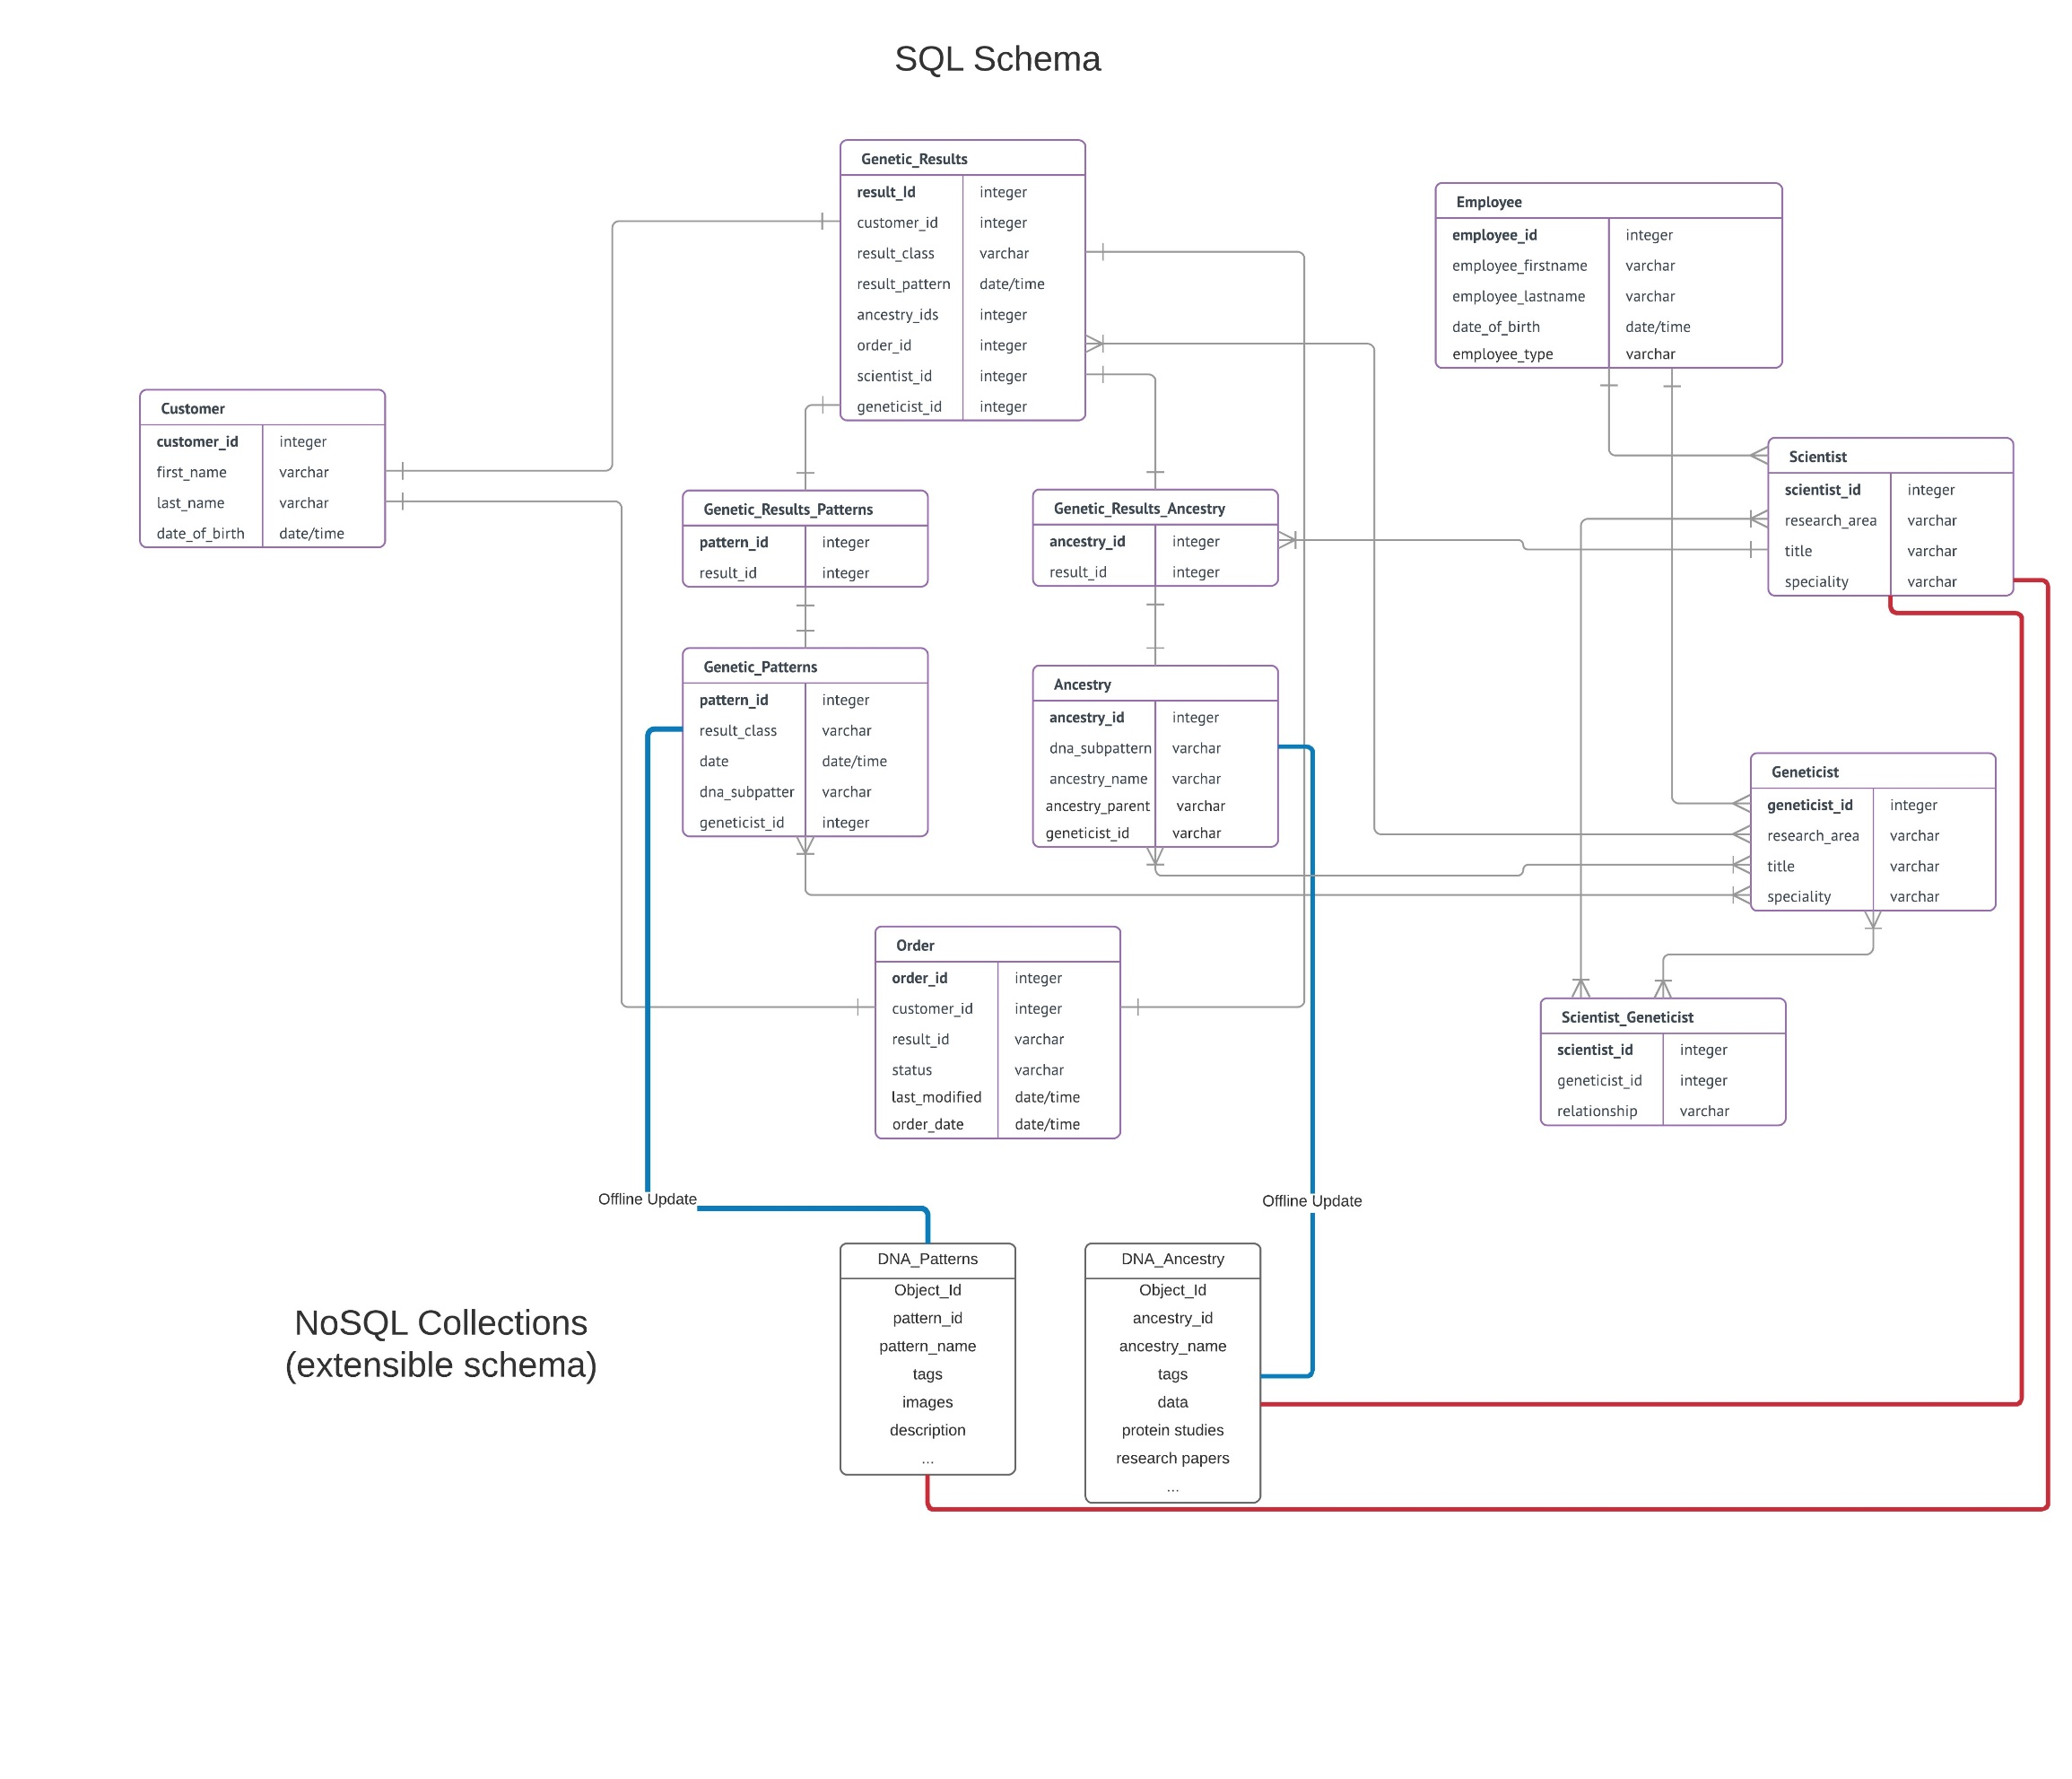 SQL Schema
Genetic_Results
result_Id integer
customer_id integer
result_class varchar
result_pattern date/time
ancestry_ids integer
order_id integer
scientist_id integer
geneticist_id integer
Employee
employee_id integer
employee_firstname varchar
employee_lastname varchar
date_of_birth date/time
employee_type varchar
Customer
customer_id integer
first_name varchar
last_name varchar
date_of_birth date/time
Scientist
scientist_id integer
research_area varchar
title varchar
speciality varchar
Genetic_Results_Patterns
pattern_id integer
result_id integer
Genetic_Results_Ancestry
ancestry_id integer
result_id integer
Genetic_Patterns
pattern_id integer
result_class varchar
date date/time
dna_subpatter varchar
geneticist_id integer
Ancestry
ancestry_id integer
dna_subpattern varchar
ancestry_name varchar
ancestry_parent varchar
geneticist_id varchar
Geneticist
geneticist_id integer
research_area varchar
title varchar
speciality varchar
Order
order_id integer
customer_id integer
result_id varchar
status varchar
last_modified date/time
order_date date/time
Scientist_Geneticist
scientist_id integer
geneticist_id integer
relationship varchar
Offline Update
Offline Update
NoSQL Collections
(extensible schema)
DNA_Patterns
Object_Id
pattern_id
pattern_name
tags
images
description
...
DNA_Ancestry
Object_Id
ancestry_id
ancestry_name
tags
data
protein studies
research papers
...